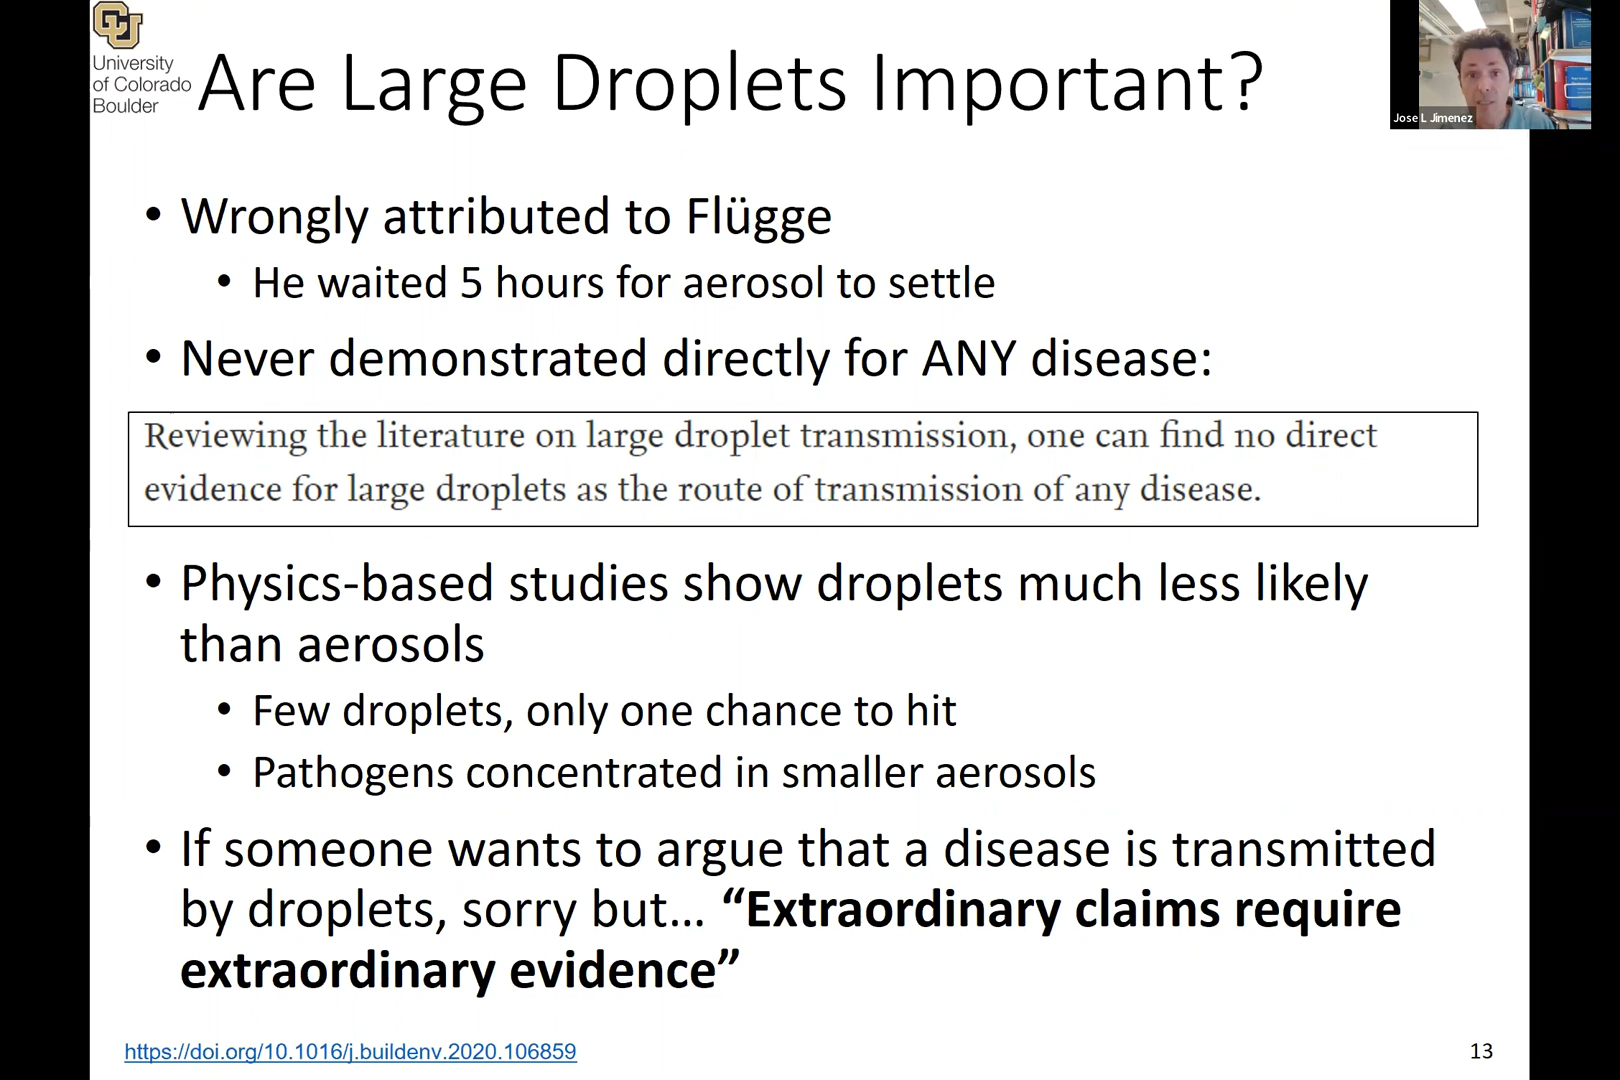 University
of Colorado
Boulder
Are Large Droplets Important?
Jose L Jimenez
• Wrongly attributed to Flügge
• He waited 5 hours for aerosol to settle
• Never demonstrated directly for ANY disease:
Reviewing the literature on large droplet transmission, one can find no direct
evidence for large droplets as the route of transmission of any disease.
• Physics-based studies show droplets much less likely
than aerosols
• Few droplets, only one chance to hit
• Pathogens concentrated in smaller aerosols
• If someone wants to argue that a disease is transmitted
by droplets, sorry but... “Extraordinary claims require
extraordinary evidence”
https://doi.org/10.1016/j.buildenv.2020.106859
13